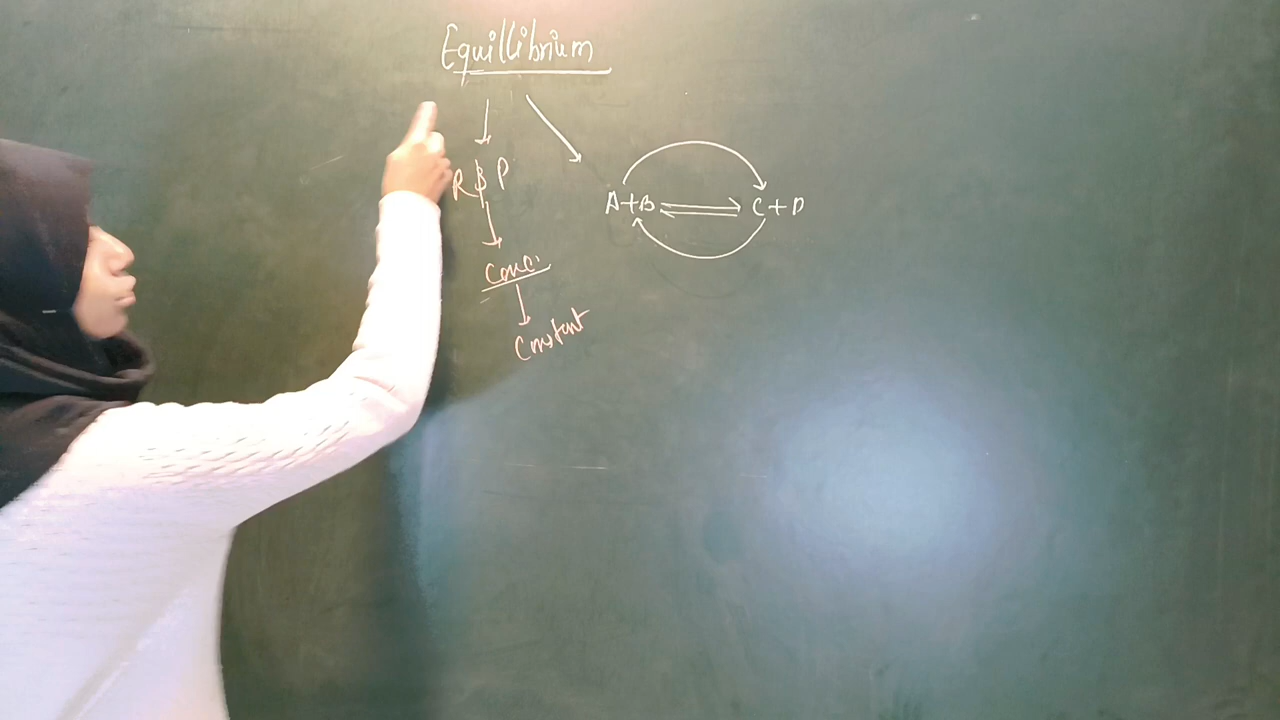 Equillibrium
R & P
A+B ⇌ C+D
Conc.
Constant